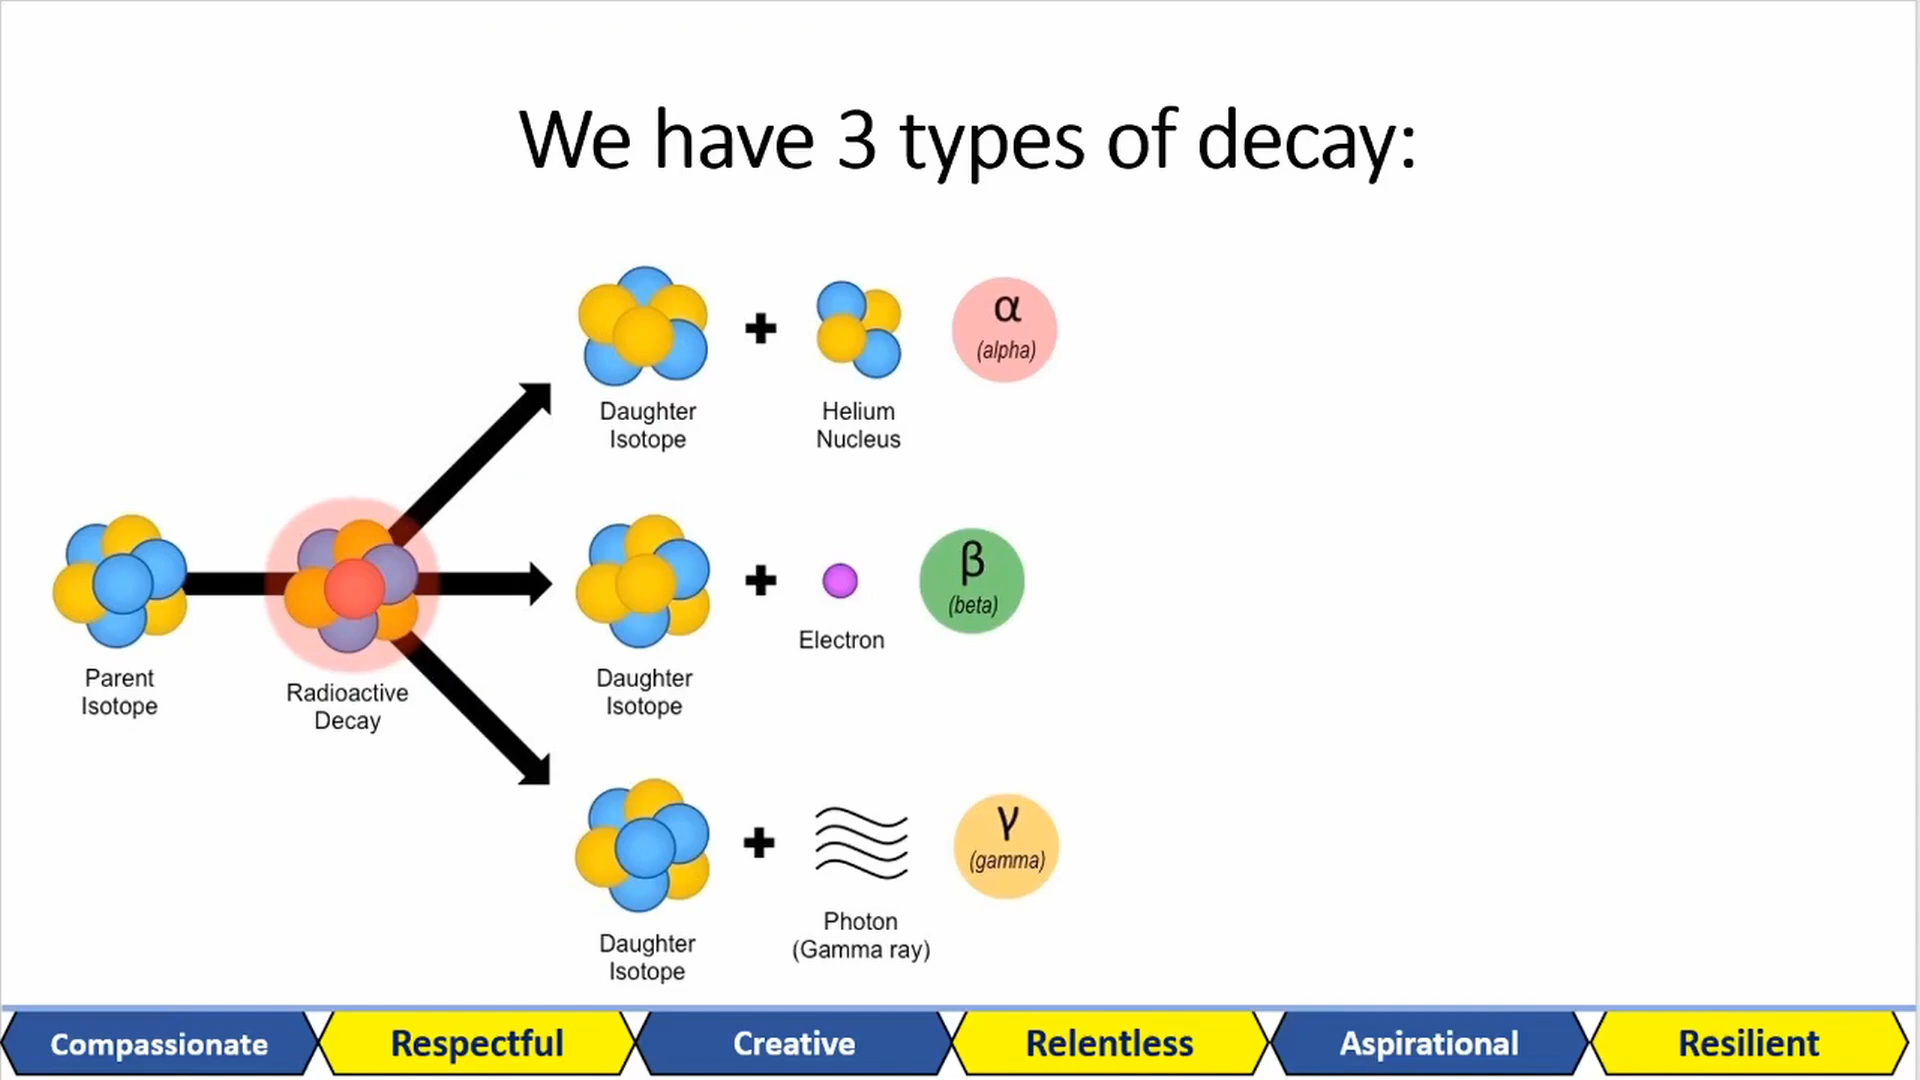 We have 3 types of decay:
α
(alpha)
Daughter
Isotope
Helium
Nucleus
β
(beta)
Electron
Parent
Isotope
Radioactive
Decay
Daughter
Isotope
γ
(gamma)
Photon
(Gamma ray)
Daughter
Isotope
Compassionate
Respectful
Creative
Relentless
Aspirational
Resilient